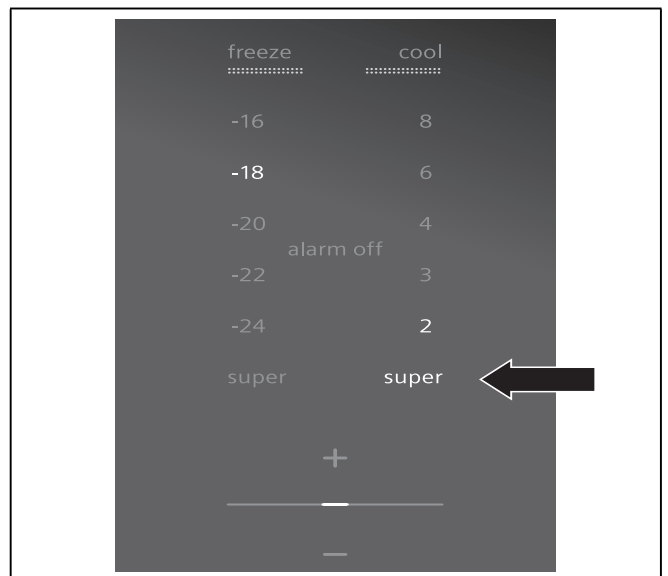 freeze cool
-16 8
-18 6
-20 4
alarm off
-22 3
-24 2
super super
+
—